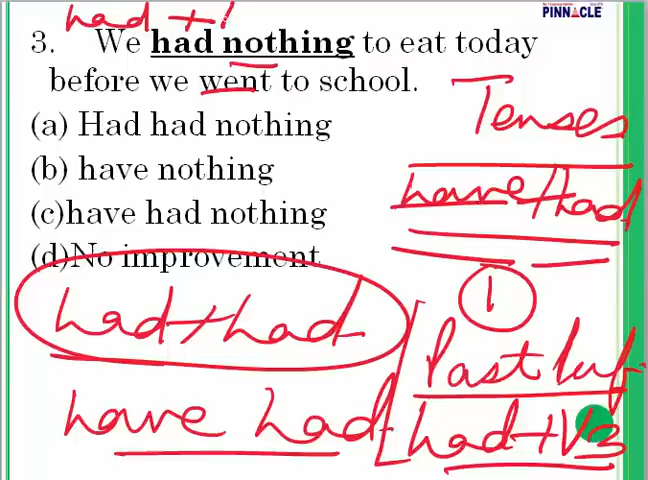 had +
PINNACLE
3. We had nothing to eat today
before we went to school.
(a) Had had nothing
(b) have nothing
(c)have had nothing
(d)No improvement
Tenses
have/had
1
had+had
have had
Past
had+V3